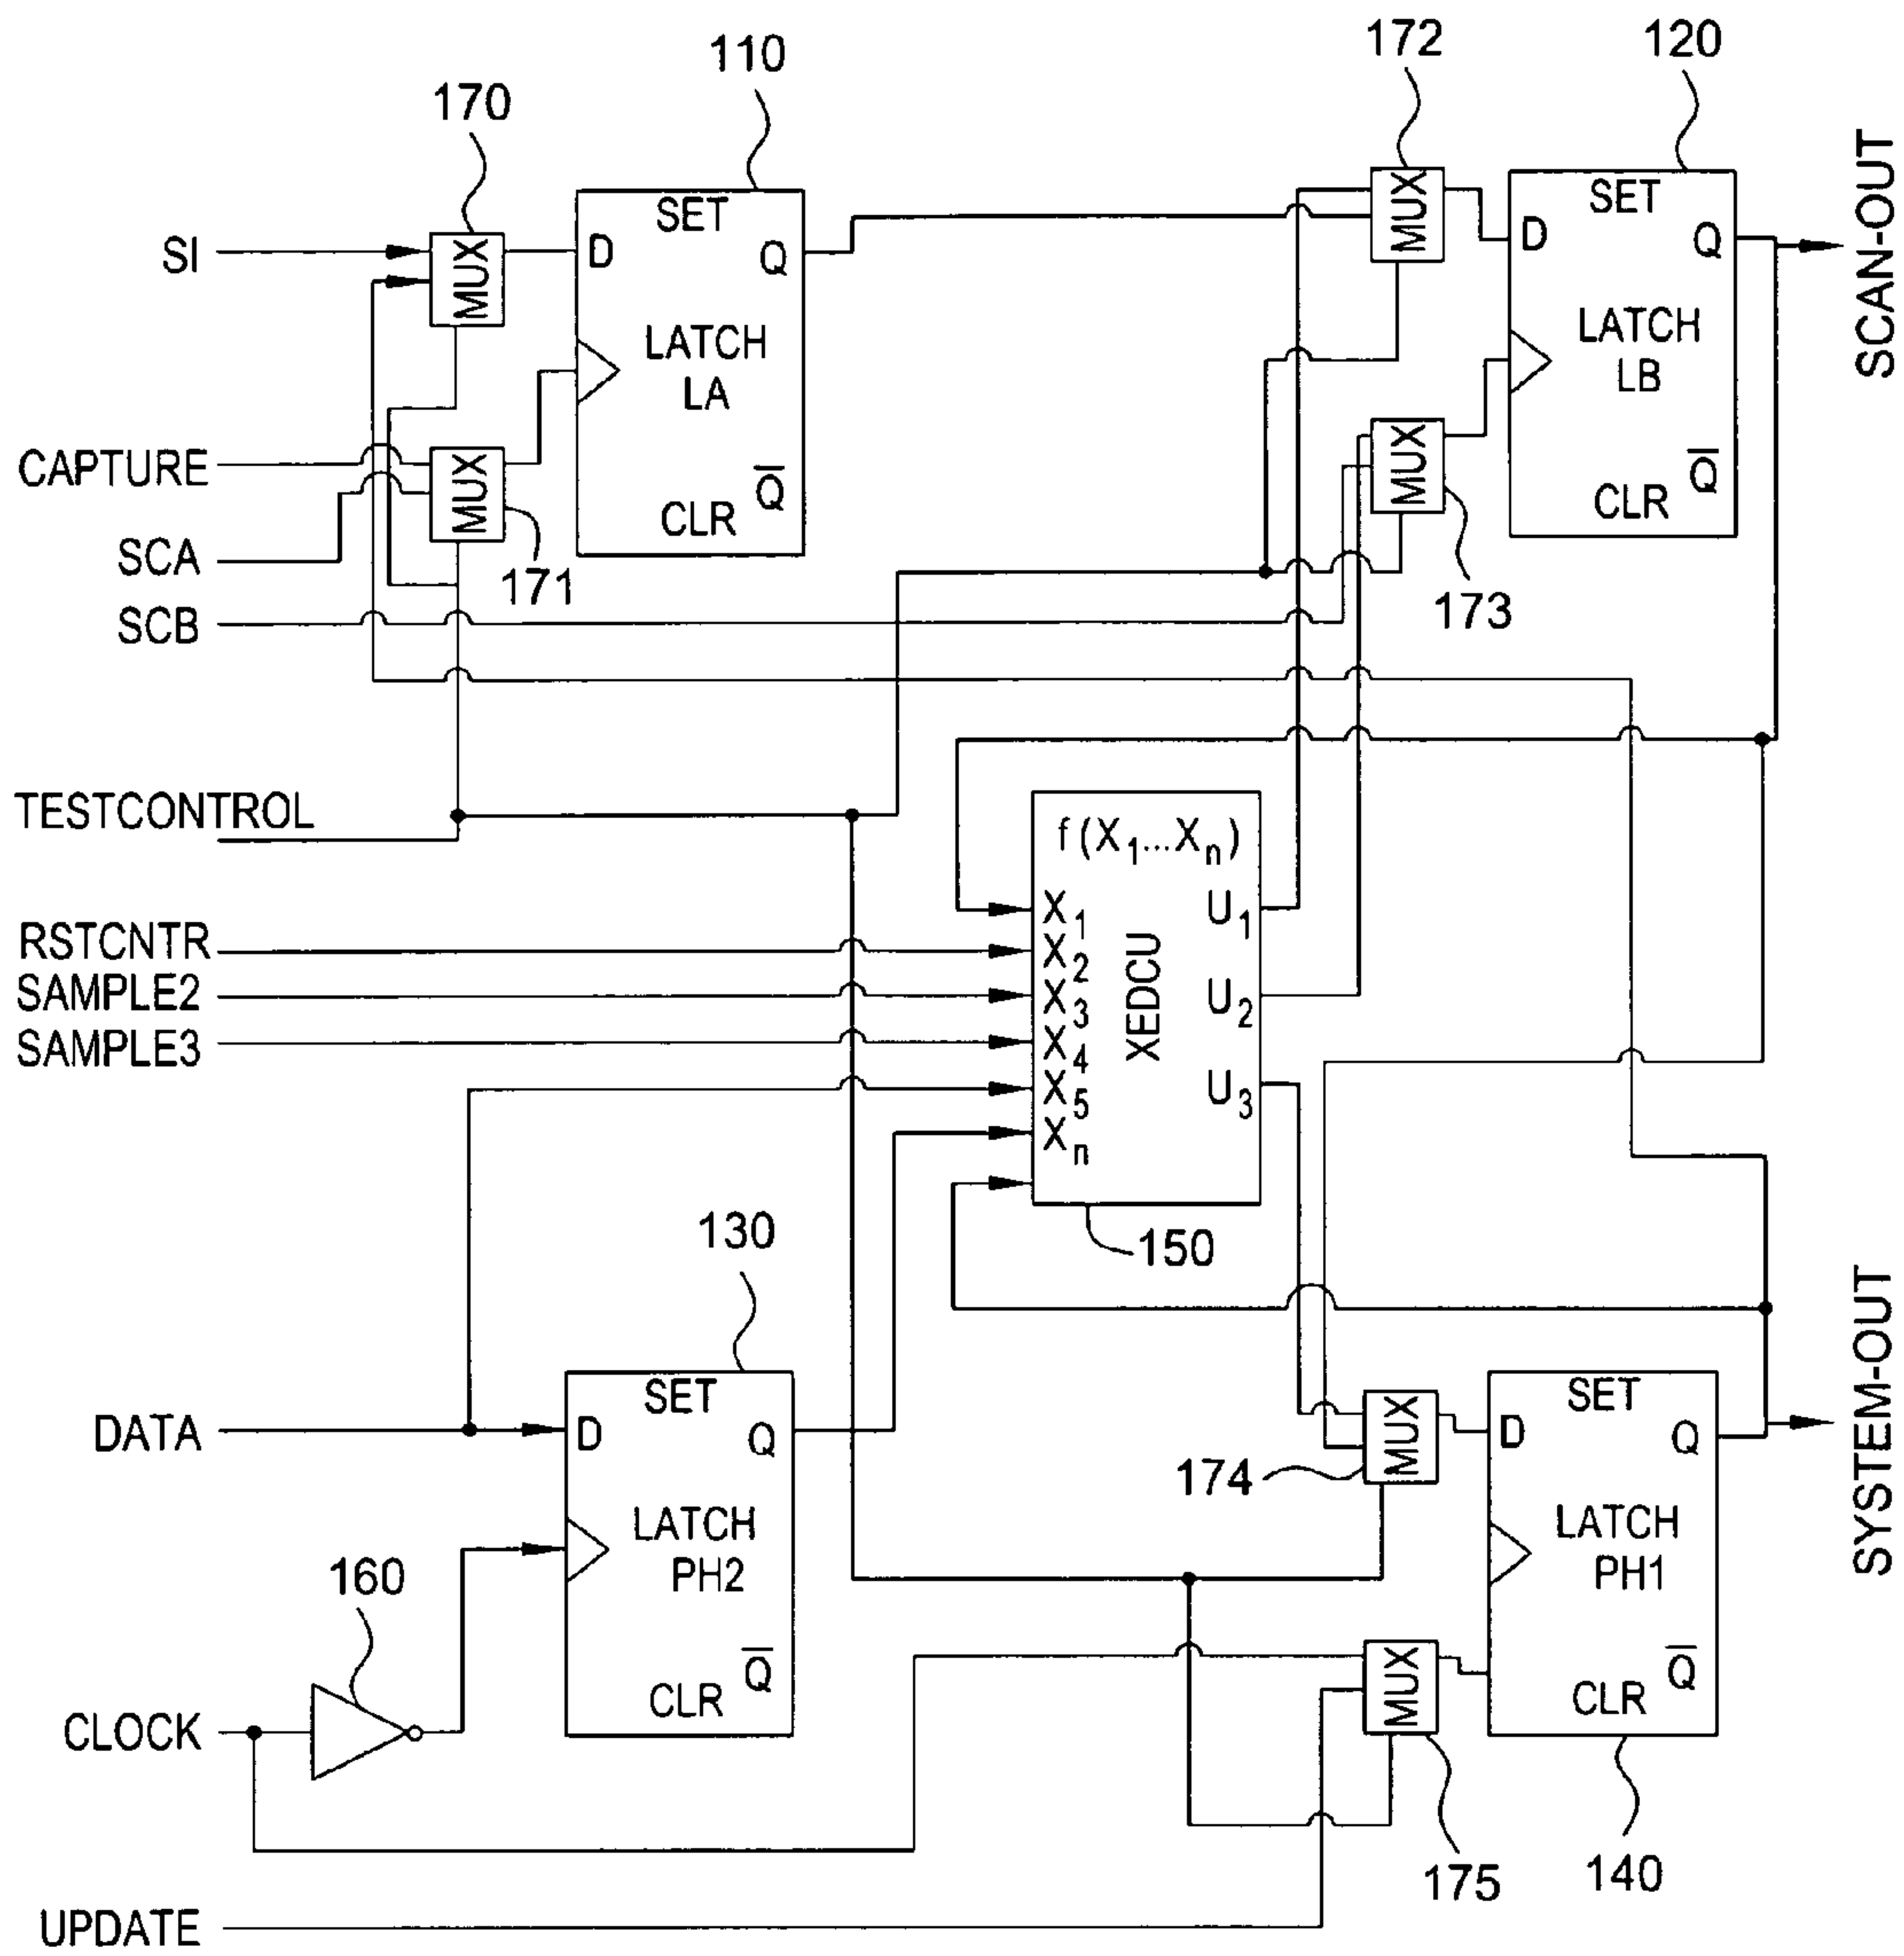 172
120
110
170
SCAN-OUT
SI
MUX
D
SET
Q
LATCH
LA
Q̅
CLR
MUX
D
SET
Q
LATCH
LB
Q̅
CLR
CAPTURE
MUX
MUX
SCA
171
173
SCB
TESTCONTROL
f(X1...Xn)
X1
U1
RSTCNTR
X2
SAMPLE2
X3
U2
SAMPLE3
X4
XEDCU
X5
U3
Xn
150
130
SYSTEM-OUT
DATA
D
SET
Q
LATCH
PH2
Q̅
CLR
174
MUX
D
SET
Q
LATCH
PH1
Q̅
CLR
160
CLOCK
MUX
175
140
UPDATE